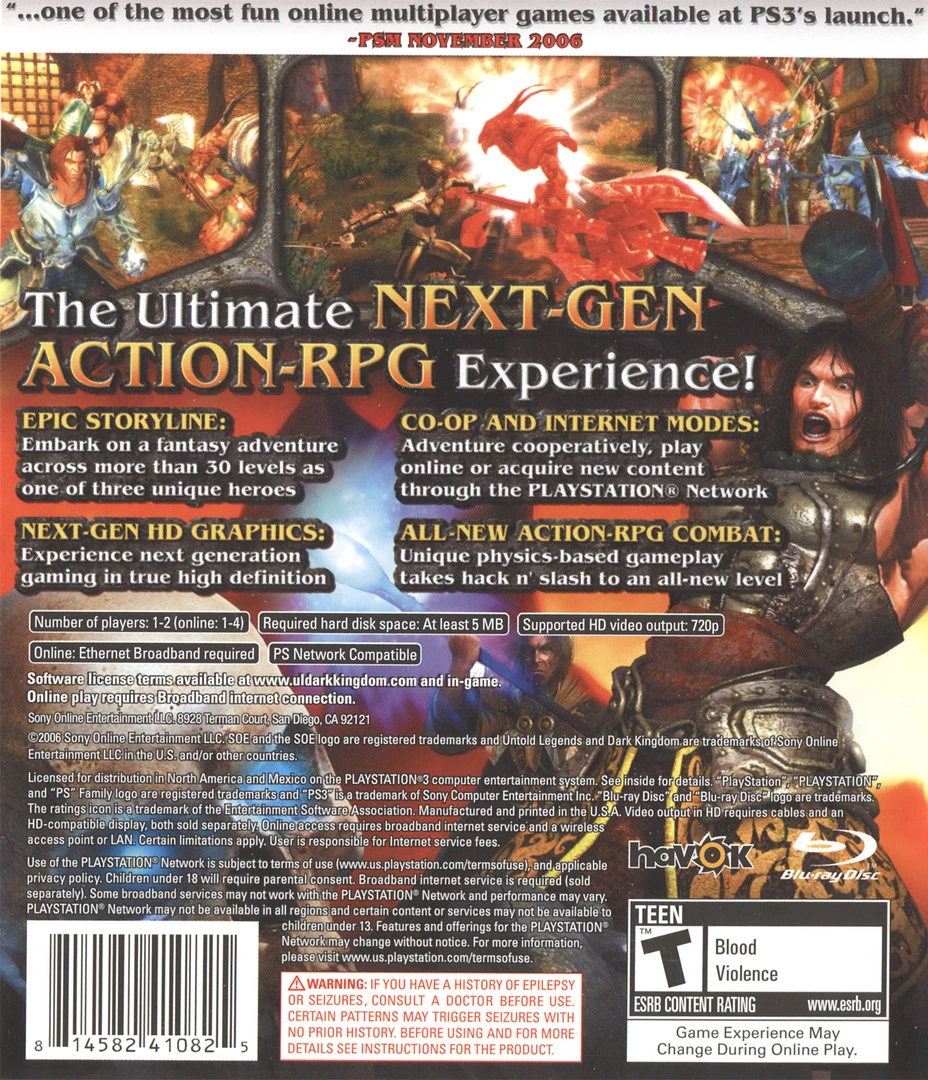 “...one of the most fun online multiplayer games available at PS3's launch.”
~PSM NOVEMBER 2006
The Ultimate NEXT-GEN
ACTION-RPG Experience!
EPIC STORYLINE:
Embark on a fantasy adventure
across more than 30 levels as
one of three unique heroes
CO-OP AND INTERNET MODES:
Adventure cooperatively, play
online or acquire new content
through the PLAYSTATION® Network
NEXT-GEN HD GRAPHICS:
Experience next generation
gaming in true high definition
ALL-NEW ACTION-RPG COMBAT:
Unique physics-based gameplay
takes hack n' slash to an all-new level
Number of players: 1-2 (online: 1-4)
Required hard disk space: At least 5 MB
Supported HD video output: 720p
Online: Ethernet Broadband required
PS Network Compatible
Software license terms available at www.uldarkkingdom.com and in-game.
Online play requires Broadband internet connection.
Sony Online Entertainment LLC. 8928 Terman Court, San Diego, CA 92121
©2006 Sony Online Entertainment LLC. SOE and the SOE logo are registered trademarks and Untold Legends and Dark Kingdom are trademarks of Sony Online
Entertainment LLC in the U.S. and/or other countries.
Licensed for distribution in North America and Mexico on the PLAYSTATION®3 computer entertainment system. See inside for details. “PlayStation”, “PLAYSTATION”,
and “PS” Family logo are registered trademarks and “PS3” is a trademark of Sony Computer Entertainment Inc. “Blu-ray Disc” and “Blu-ray Disc” logo are trademarks.
The ratings icon is a trademark of the Entertainment Software Association. Manufactured and printed in the U.S.A. Video output in HD requires cables and an
HD-compatible display, both sold separately. Online access requires broadband internet service and a wireless
access point or LAN. Certain limitations apply. User is responsible for Internet service fees.
Use of the PLAYSTATION® Network is subject to terms of use (www.us.playstation.com/termsofuse), and applicable
privacy policy. Children under 18 will require parental consent. Broadband internet service is required (sold
separately). Some broadband services may not work with the PLAYSTATION® Network and performance may vary.
PLAYSTATION® Network may not be available in all regions and certain content or services may not be available to
children under 13. Features and offerings for the PLAYSTATION®
Network may change without notice. For more information,
please visit www.us.playstation.com/termsofuse.
havok
Blu-ray Disc
TM
TEEN
TM
T
Blood
Violence
ESRB CONTENT RATING www.esrb.org
Game Experience May
Change During Online Play.
WARNING: IF YOU HAVE A HISTORY OF EPILEPSY
OR SEIZURES, CONSULT A DOCTOR BEFORE USE.
CERTAIN PATTERNS MAY TRIGGER SEIZURES WITH
NO PRIOR HISTORY. BEFORE USING AND FOR MORE
DETAILS SEE INSTRUCTIONS FOR THE PRODUCT.
8 14582 41082 5